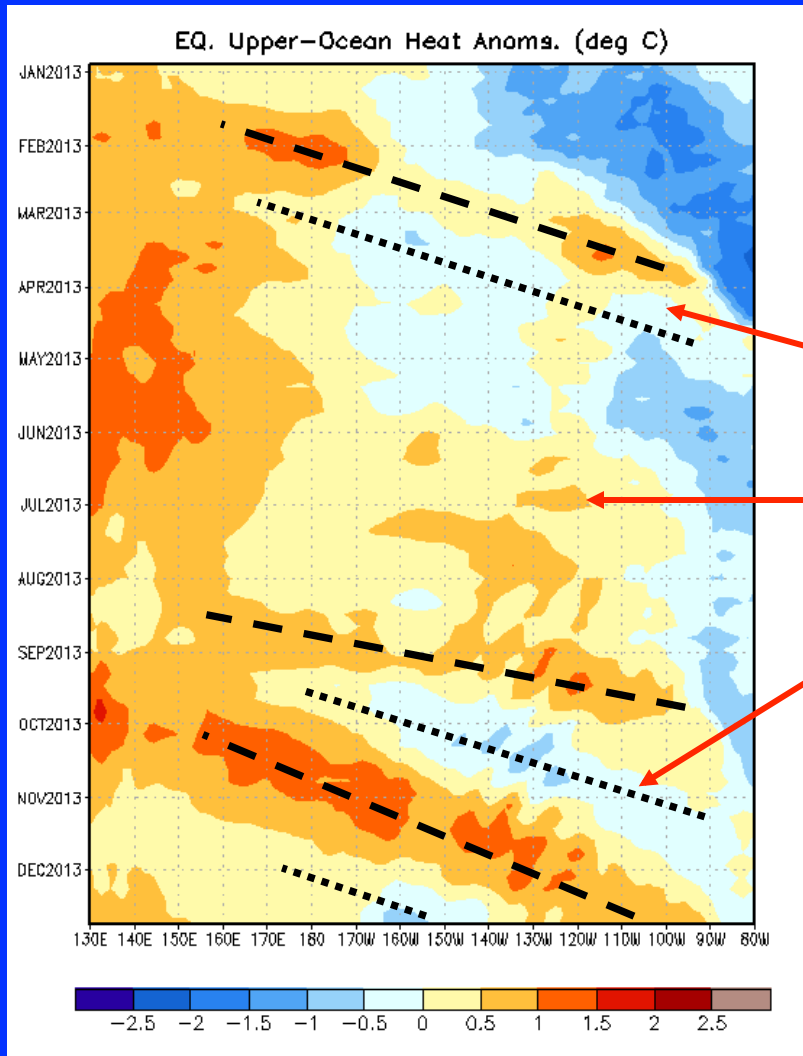 EQ. Upper-Ocean Heat Anoms. (deg C)
JAN2013
FEB2013
MAR2013
APR2013
MAY2013
JUN2013
JUL2013
AUG2013
SEP2013
OCT2013
NOV2013
DEC2013
130E 140E 150E 160E 170E 180 170W 160W 150W 140W 130W 120W 110W 100W 90W 80W
-2.5 -2 -1.5 -1 -0.5 0 0.5 1 1.5 2 2.5